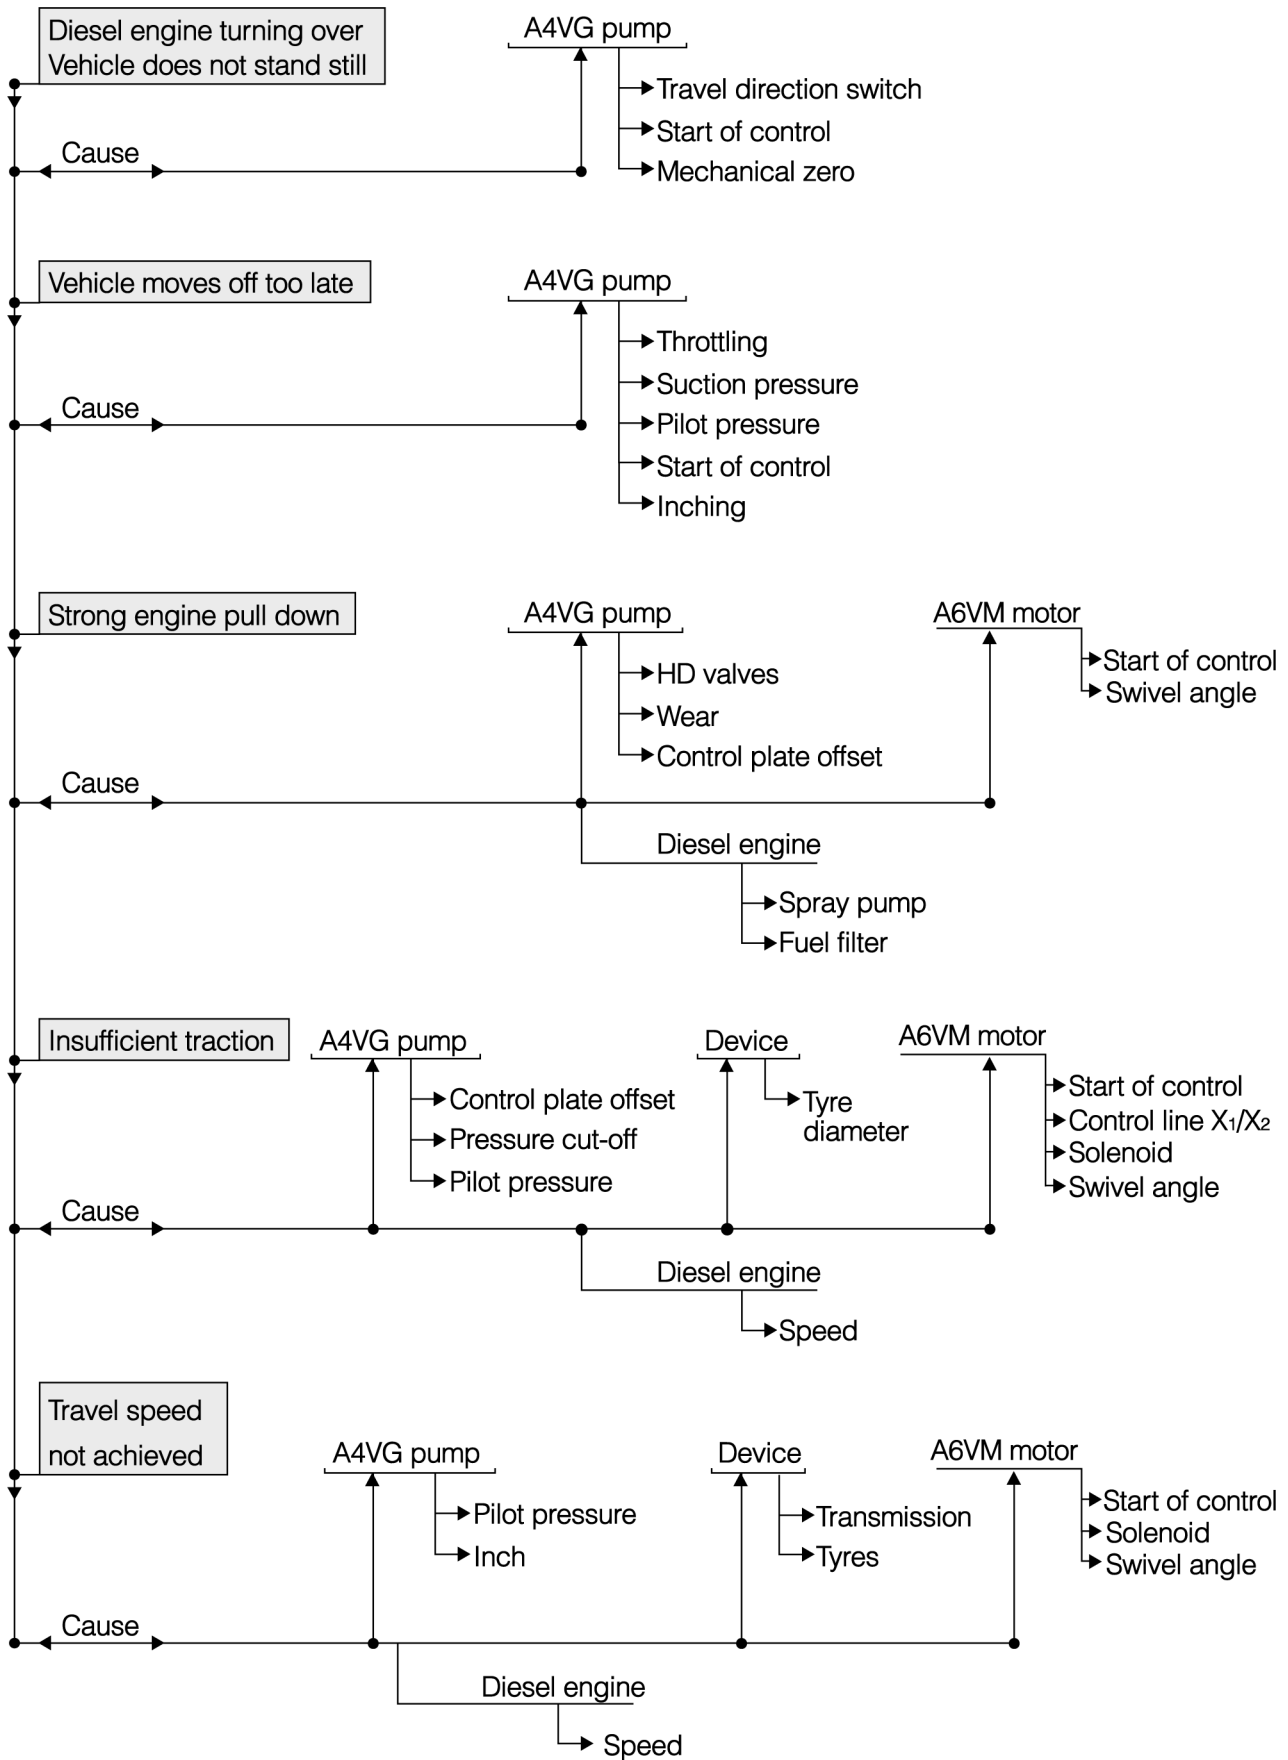 Diesel engine turning over
Vehicle does not stand still
A4VG pump
Travel direction switch
Start of control
Mechanical zero
Cause
Vehicle moves off too late
A4VG pump
Throttling
Suction pressure
Pilot pressure
Start of control
Inching
Cause
Strong engine pull down
A4VG pump
HD valves
Wear
Control plate offset
A6VM motor
Start of control
Swivel angle
Cause
Diesel engine
Spray pump
Fuel filter
Insufficient traction
A4VG pump
Control plate offset
Pressure cut-off
Pilot pressure
Device
Tyre
diameter
A6VM motor
Start of control
Control line X₁/X₂
Solenoid
Swivel angle
Cause
Diesel engine
Speed
Travel speed
not achieved
A4VG pump
Pilot pressure
Inch
Device
Transmission
Tyres
A6VM motor
Start of control
Solenoid
Swivel angle
Cause
Diesel engine
Speed